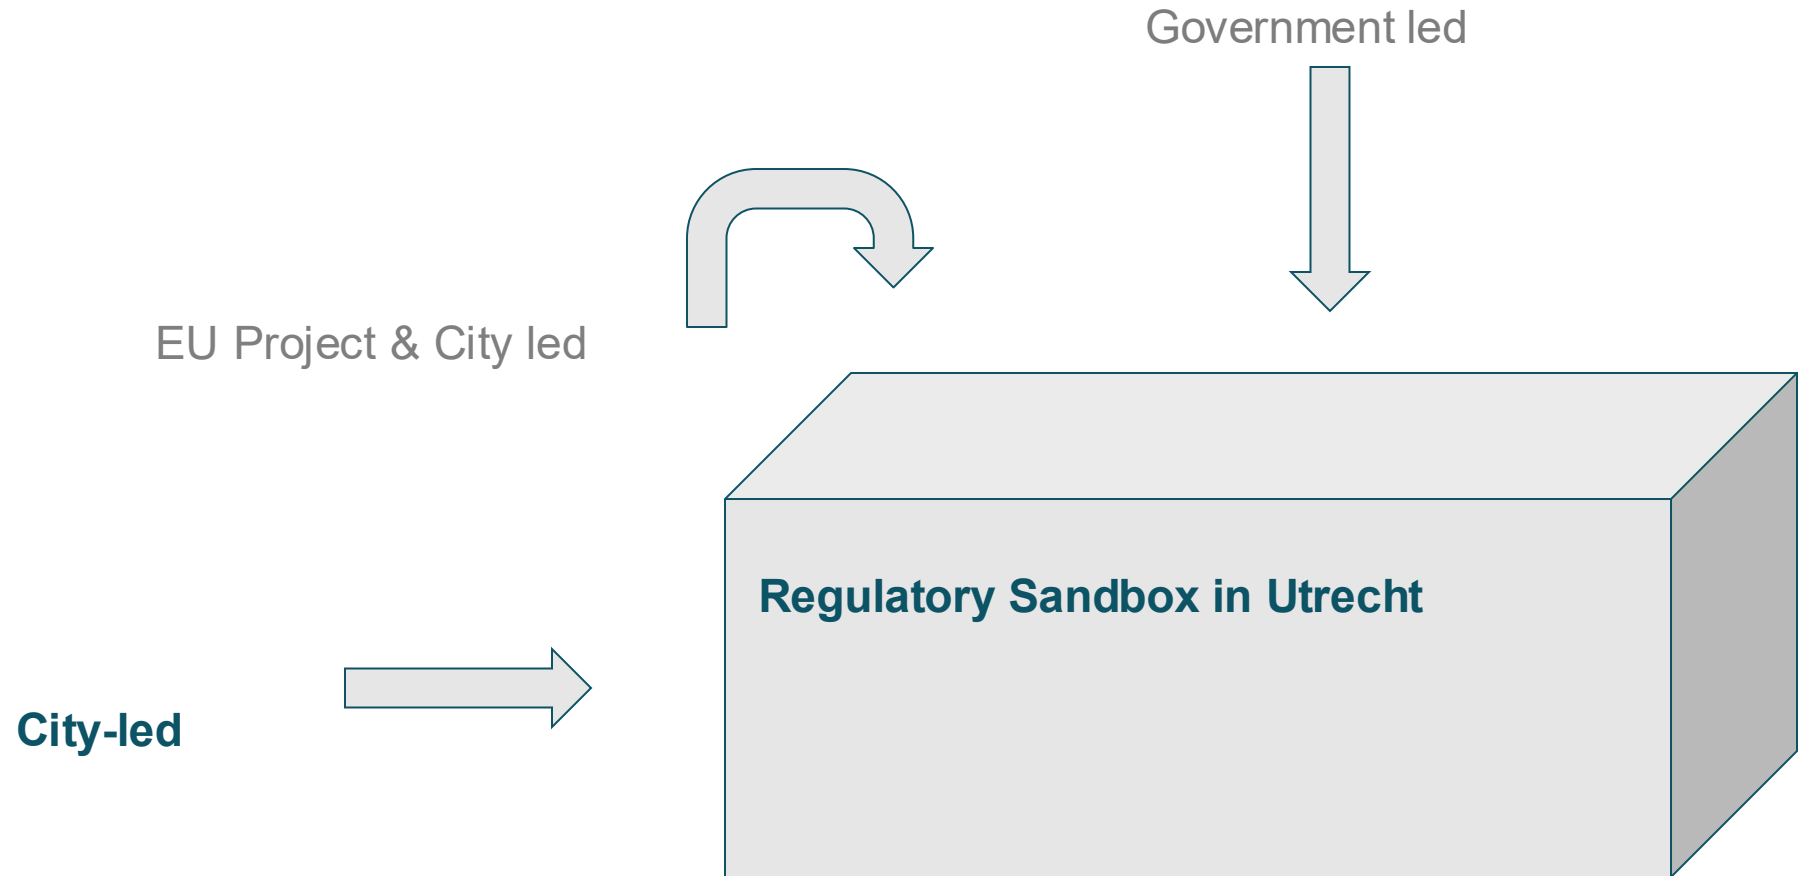 Government led
EU Project & City led
Regulatory Sandbox in Utrecht
City-led